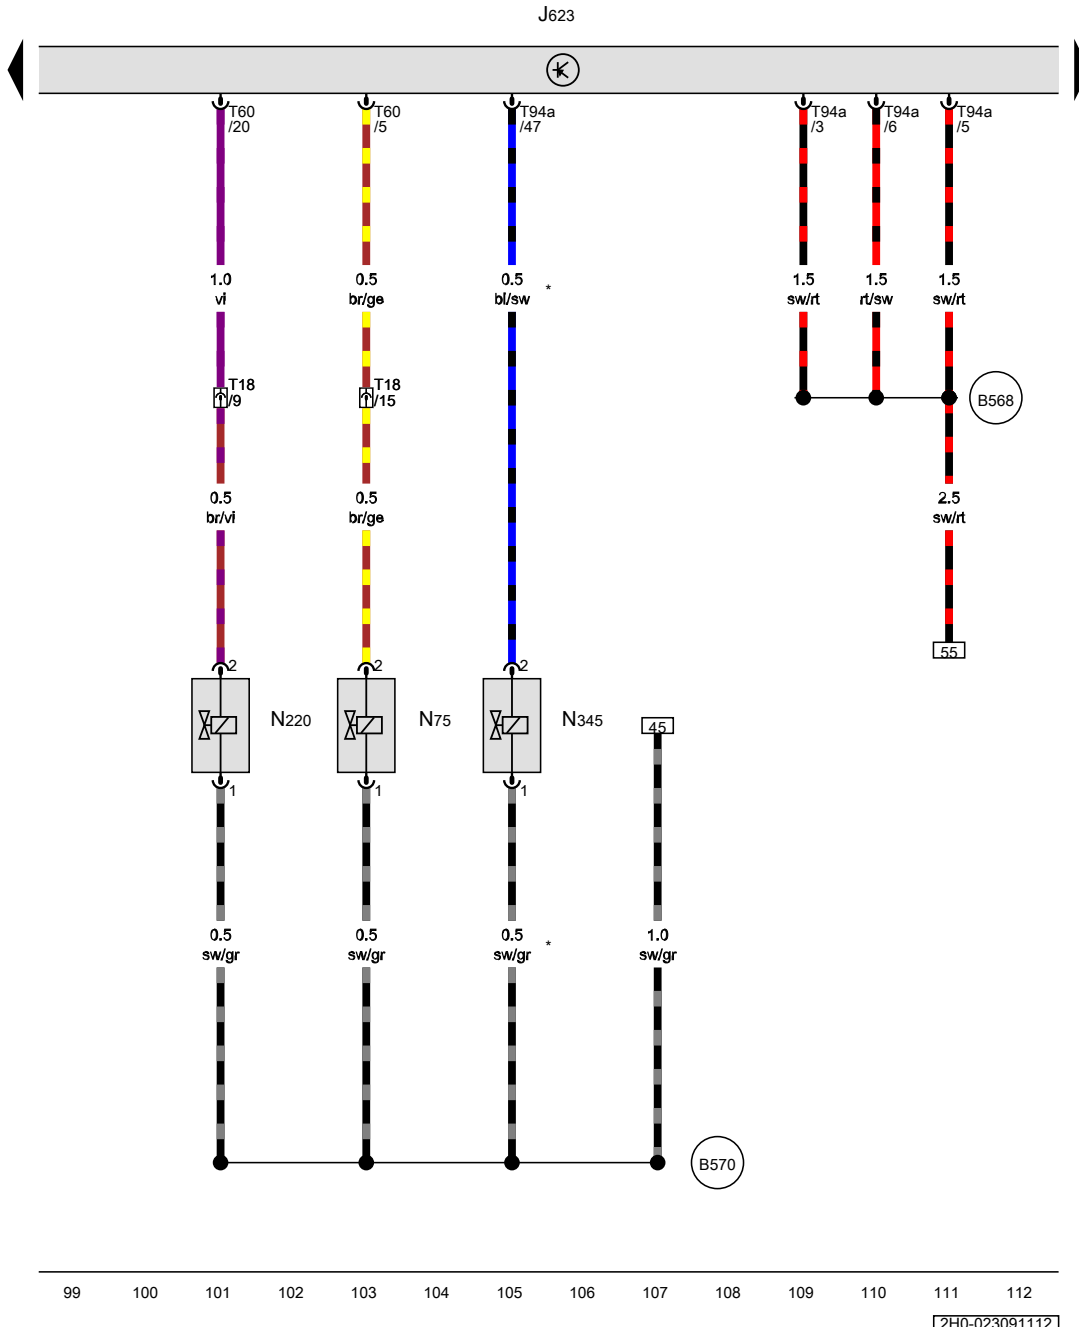 J623
T60
/20
T60
/5
T94a
/47
T94a
/3
T94a
/6
T94a
/5
1.0
vi
0.5
br/ge
0.5
bl/sw
*
1.5
sw/rt
1.5
rt/sw
1.5
sw/rt
T18
/9
T18
/15
B568
0.5
br/vi
0.5
br/ge
2.5
sw/rt
55
2
2
2
N220
N75
N345
45
1
1
1
0.5
sw/gr
0.5
sw/gr
0.5
sw/gr
*
1.0
sw/gr
B570
99 100 101 102 103 104 105 106 107 108 109 110 111 112
2H0-023091112